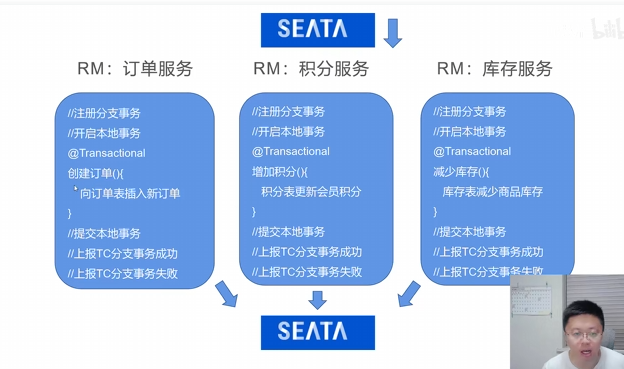 SEATA
RM：订单服务
//注册分支事务
//开启本地事务
@Transactional
创建订单(){
向订单表插入新订单
}
//提交本地事务
//上报TC分支事务成功
//上报TC分支事务失败
RM：积分服务
//注册分支事务
//开启本地事务
@Transactional
增加积分(){
积分表更新会员积分
}
//提交本地事务
//上报TC分支事务成功
//上报TC分支事务失败
RM：库存服务
//注册分支事务
//开启本地事务
@Transactional
减少库存(){
库存表减少商品库存
}
//提交本地事务
//上报TC分支事务成功
//上报TC分支事务失败
SEATA